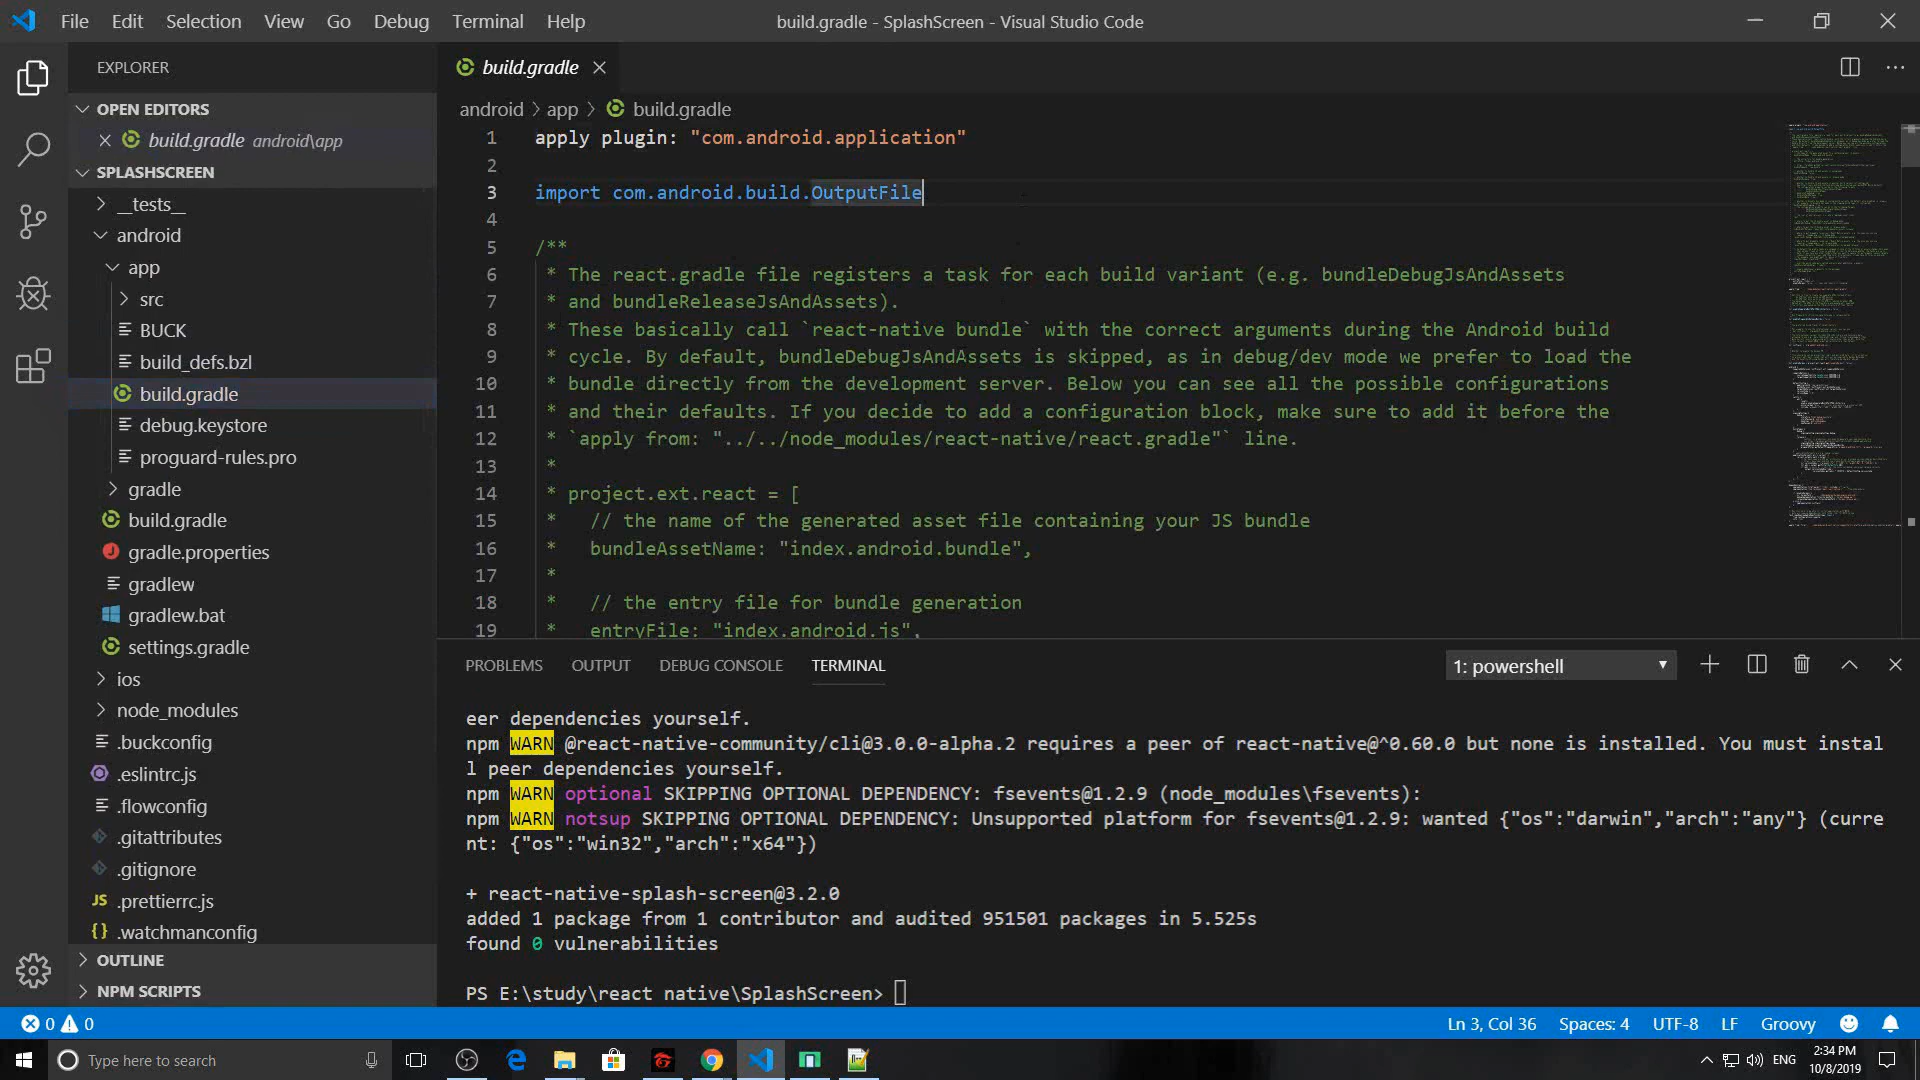 File Edit Selection View Go Debug Terminal Help
build.gradle - SplashScreen - Visual Studio Code
EXPLORER
OPEN EDITORS
build.gradle android\app
SPLASHSCREEN
__tests__
android
app
src
BUCK
build_defs.bzl
build.gradle
debug.keystore
proguard-rules.pro
gradle
build.gradle
gradle.properties
gradlew
gradlew.bat
settings.gradle
ios
node_modules
.buckconfig
.eslintrc.js
.flowconfig
.gitattributes
.gitignore
JS .prettierrc.js
{} .watchmanconfig
OUTLINE
NPM SCRIPTS
build.gradle
android > app > build.gradle
1 apply plugin: "com.android.application"
2
3 import com.android.build.OutputFile
4
5 /**
6 * The react.gradle file registers a task for each build variant (e.g. bundleDebugJsAndAssets
7 * and bundleReleaseJsAndAssets).
8 * These basically call `react-native bundle` with the correct arguments during the Android build
9 * cycle. By default, bundleDebugJsAndAssets is skipped, as in debug/dev mode we prefer to load the
10 * bundle directly from the development server. Below you can see all the possible configurations
11 * and their defaults. If you decide to add a configuration block, make sure to add it before the
12 * `apply from: "../../node_modules/react-native/react.gradle"` line.
13 *
14 * project.ext.react = [
15 *   // the name of the generated asset file containing your JS bundle
16 *   bundleAssetName: "index.android.bundle",
17 *
18 *   // the entry file for bundle generation
19 *   entryFile: "index.android.js",
PROBLEMS OUTPUT DEBUG CONSOLE TERMINAL
1: powershell
eer dependencies yourself.
npm WARN @react-native-community/cli@3.0.0-alpha.2 requires a peer of react-native@^0.60.0 but none is installed. You must instal
l peer dependencies yourself.
npm WARN optional SKIPPING OPTIONAL DEPENDENCY: fsevents@1.2.9 (node_modules\fsevents):
npm WARN notsup SKIPPING OPTIONAL DEPENDENCY: Unsupported platform for fsevents@1.2.9: wanted {"os":"darwin","arch":"any"} (curre
nt: {"os":"win32","arch":"x64"})
+ react-native-splash-screen@3.2.0
added 1 package from 1 contributor and audited 951501 packages in 5.525s
found 0 vulnerabilities
PS E:\study\react native\SplashScreen>
0 0
Ln 3, Col 36 Spaces: 4 UTF-8 LF Groovy
Type here to search
ENG
2:34 PM
10/8/2019